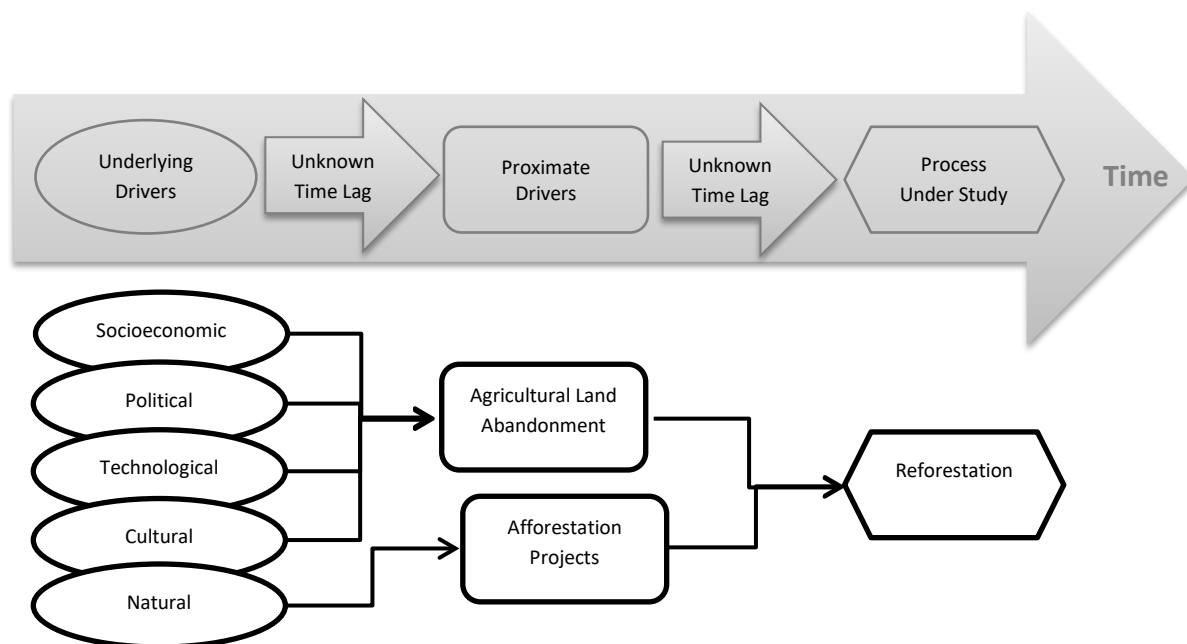 Underlying
Drivers
Unknown
Time Lag
Proximate
Drivers
Unknown
Time Lag
Process
Under Study
Time
Socioeconomic
Political
Technological
Cultural
Natural
Agricultural Land
Abandonment
Afforestation
Projects
Reforestation